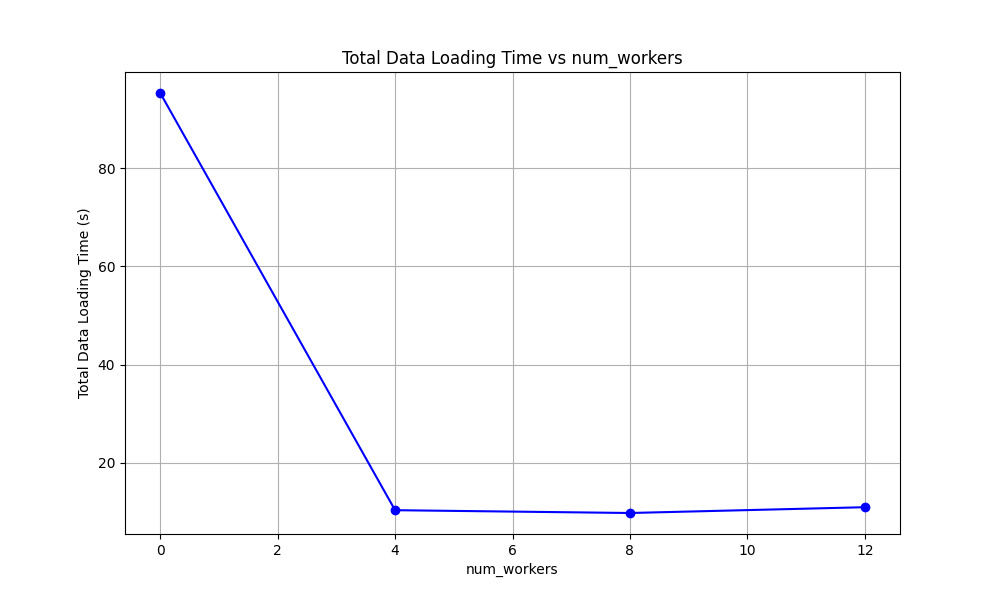 Total Data Loading Time vs num_workers
Total Data Loading Time (s)
80
60
40
20
0 2 4 6 8 10 12
num_workers